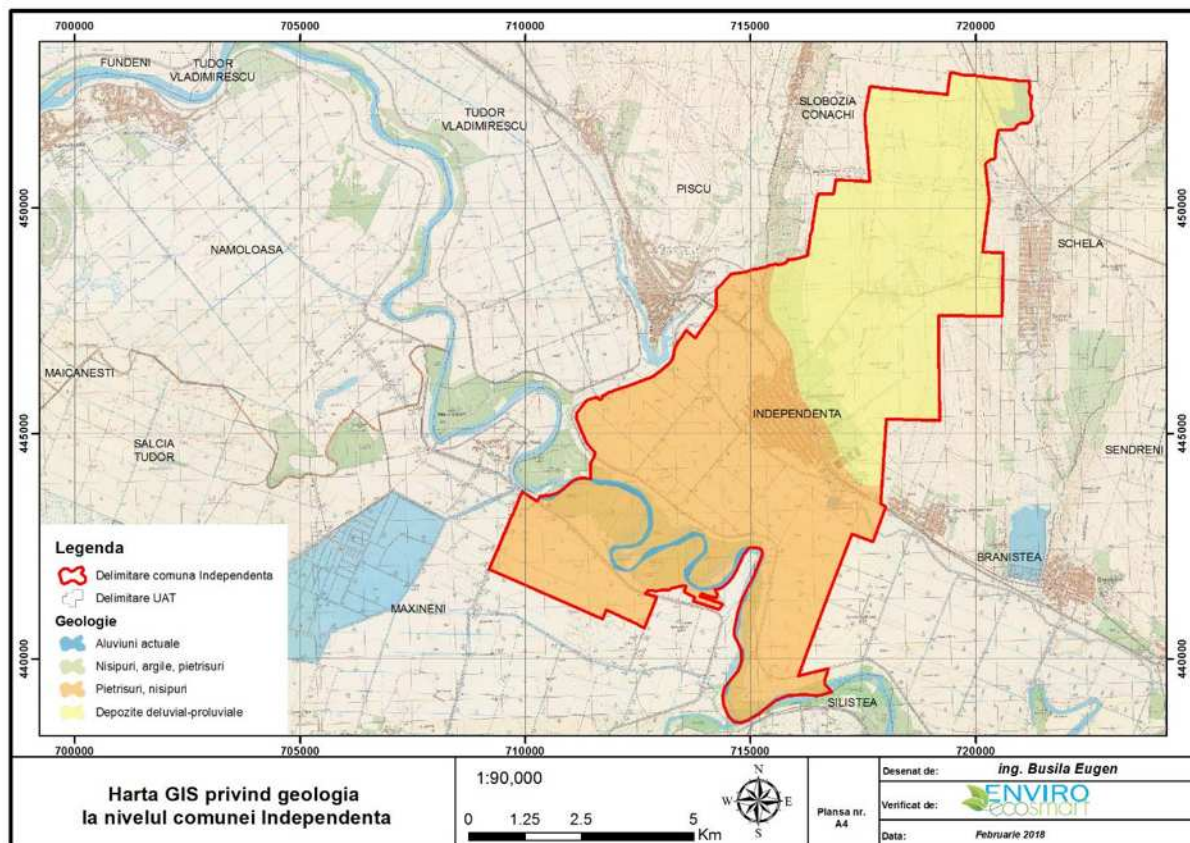 700000 705000 710000 715000 720000
FUNDENI
TUDOR
VLADIMIRESCU
TUDOR
VLADIMIRESCU
SLOBOZIA
CONACHI
PISCU
450000
450000
NAMOLOASA
SCHELA
MAICANESTI
INDEPENDENTA
445000
445000
SALCIA
TUDOR
SENDRENI
BRANISTEA
MAXINENI
440000
440000
SILISTEA
Legenda
Delimitare comuna Independenta
Delimitare UAT
Geologie
Aluviuni actuale
Nisipuri, argile, pietrisuri
Pietrisuri, nisipuri
Depozite deluvial-proluviale
700000 705000 710000 715000 720000
Harta GIS privind geologia
la nivelul comunei Independenta
1:90,000
0 1.25 2.5 5
Km
N
W E
S
Plansa nr.
A4
Desenat de: ing. Busila Eugen
Verificat de: ENVIRO
ecosmart
Data: Februarie 2018